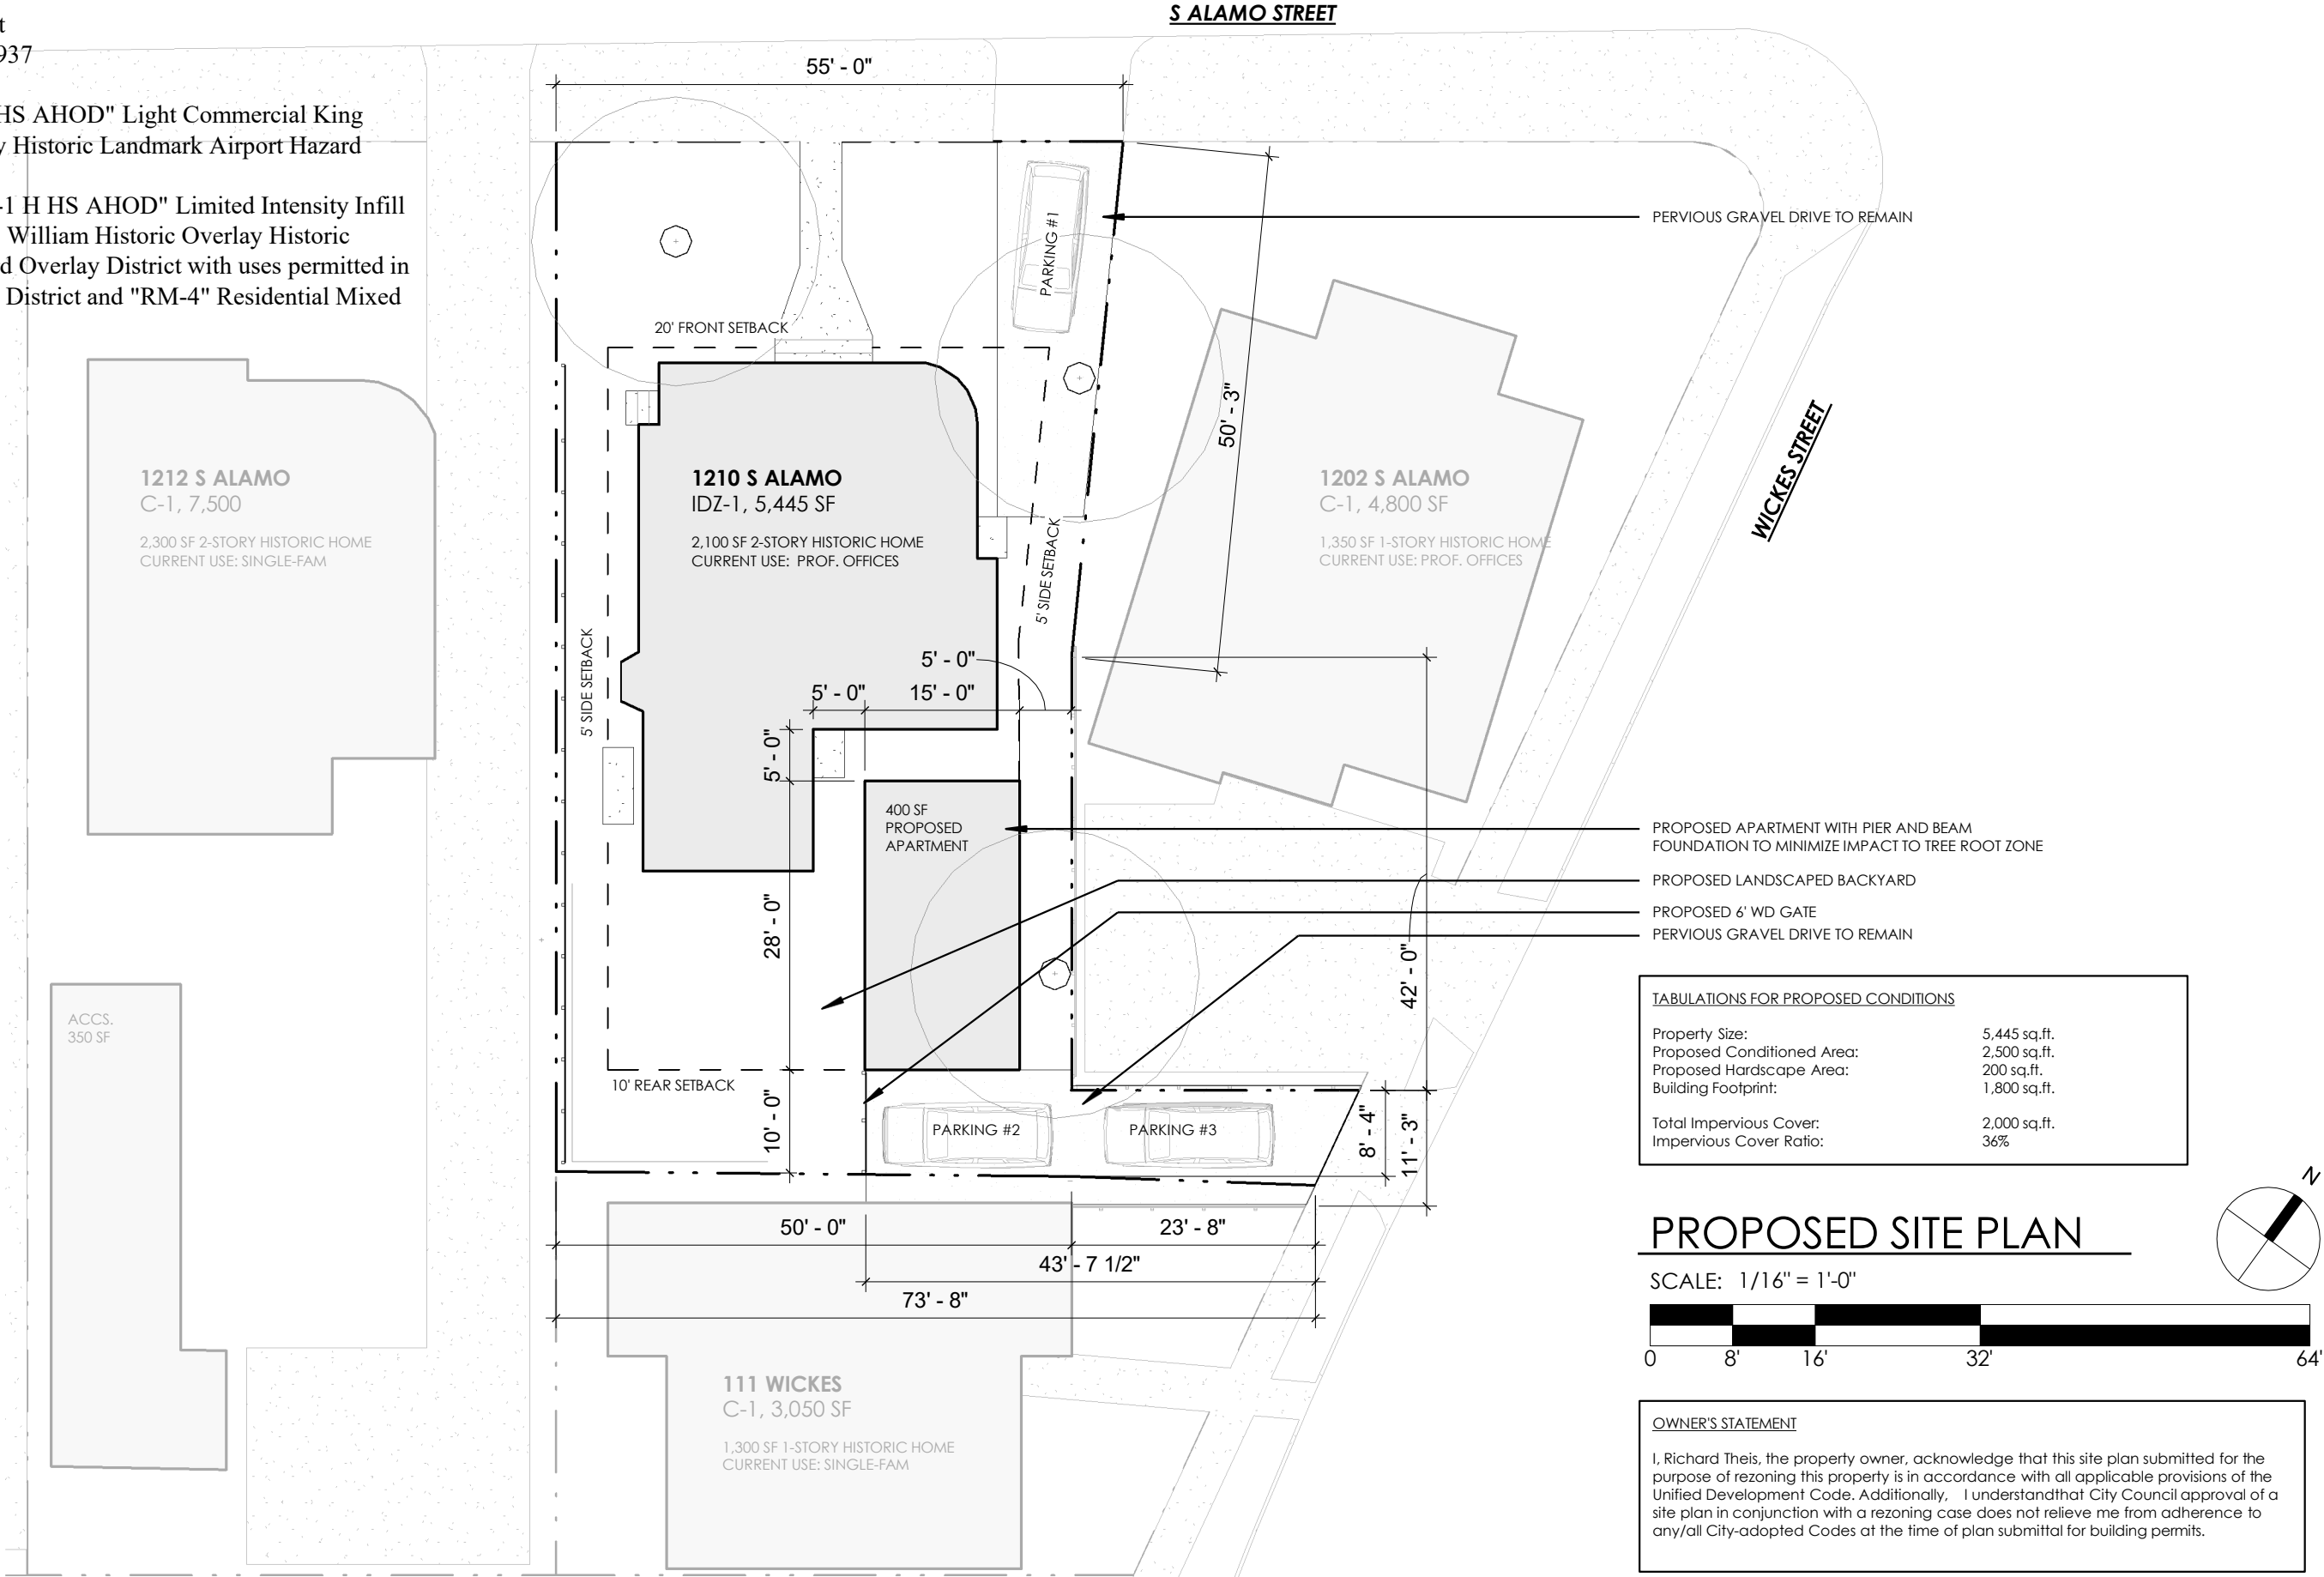 S ALAMO STREET
t
937
HS AHOD" Light Commercial King
y Historic Landmark Airport Hazard
-1 H HS AHOD" Limited Intensity Infill
William Historic Overlay Historic
d Overlay District with uses permitted in
District and "RM-4" Residential Mixed
55' - 0"
PARKING #1
PERVIOUS GRAVEL DRIVE TO REMAIN
20' FRONT SETBACK
50' - 3"
WICKES STREET
1212 S ALAMO
C-1, 7,500
2,300 SF 2-STORY HISTORIC HOME
CURRENT USE: SINGLE-FAM
1210 S ALAMO
IDZ-1, 5,445 SF
2,100 SF 2-STORY HISTORIC HOME
CURRENT USE: PROF. OFFICES
1202 S ALAMO
C-1, 4,800 SF
1,350 SF 1-STORY HISTORIC HOME
CURRENT USE: PROF. OFFICES
5' SIDE SETBACK
5' SIDE SETBACK
5' - 0"
5' - 0"
15' - 0"
5' - 0"
400 SF
PROPOSED
APARTMENT
PROPOSED APARTMENT WITH PIER AND BEAM
FOUNDATION TO MINIMIZE IMPACT TO TREE ROOT ZONE
PROPOSED LANDSCAPED BACKYARD
PROPOSED 6' WD GATE
PERVIOUS GRAVEL DRIVE TO REMAIN
28' - 0"
42' - 0"
ACCS.
350 SF
10' REAR SETBACK
10' - 0"
PARKING #2
PARKING #3
8' - 4"
11' - 3"
TABULATIONS FOR PROPOSED CONDITIONS
Property Size: 5,445 sq.ft.
Proposed Conditioned Area: 2,500 sq.ft.
Proposed Hardscape Area: 200 sq.ft.
Building Footprint: 1,800 sq.ft.
Total Impervious Cover: 2,000 sq.ft.
Impervious Cover Ratio: 36%
N
50' - 0"
23' - 8"
43' - 7 1/2"
73' - 8"
PROPOSED SITE PLAN
SCALE: 1/16" = 1'-0"
0 8' 16' 32' 64'
111 WICKES
C-1, 3,050 SF
1,300 SF 1-STORY HISTORIC HOME
CURRENT USE: SINGLE-FAM
OWNER'S STATEMENT
I, Richard Theis, the property owner, acknowledge that this site plan submitted for the
purpose of rezoning this property is in accordance with all applicable provisions of the
Unified Development Code. Additionally, I understandthat City Council approval of a
site plan in conjunction with a rezoning case does not relieve me from adherence to
any/all City-adopted Codes at the time of plan submittal for building permits.